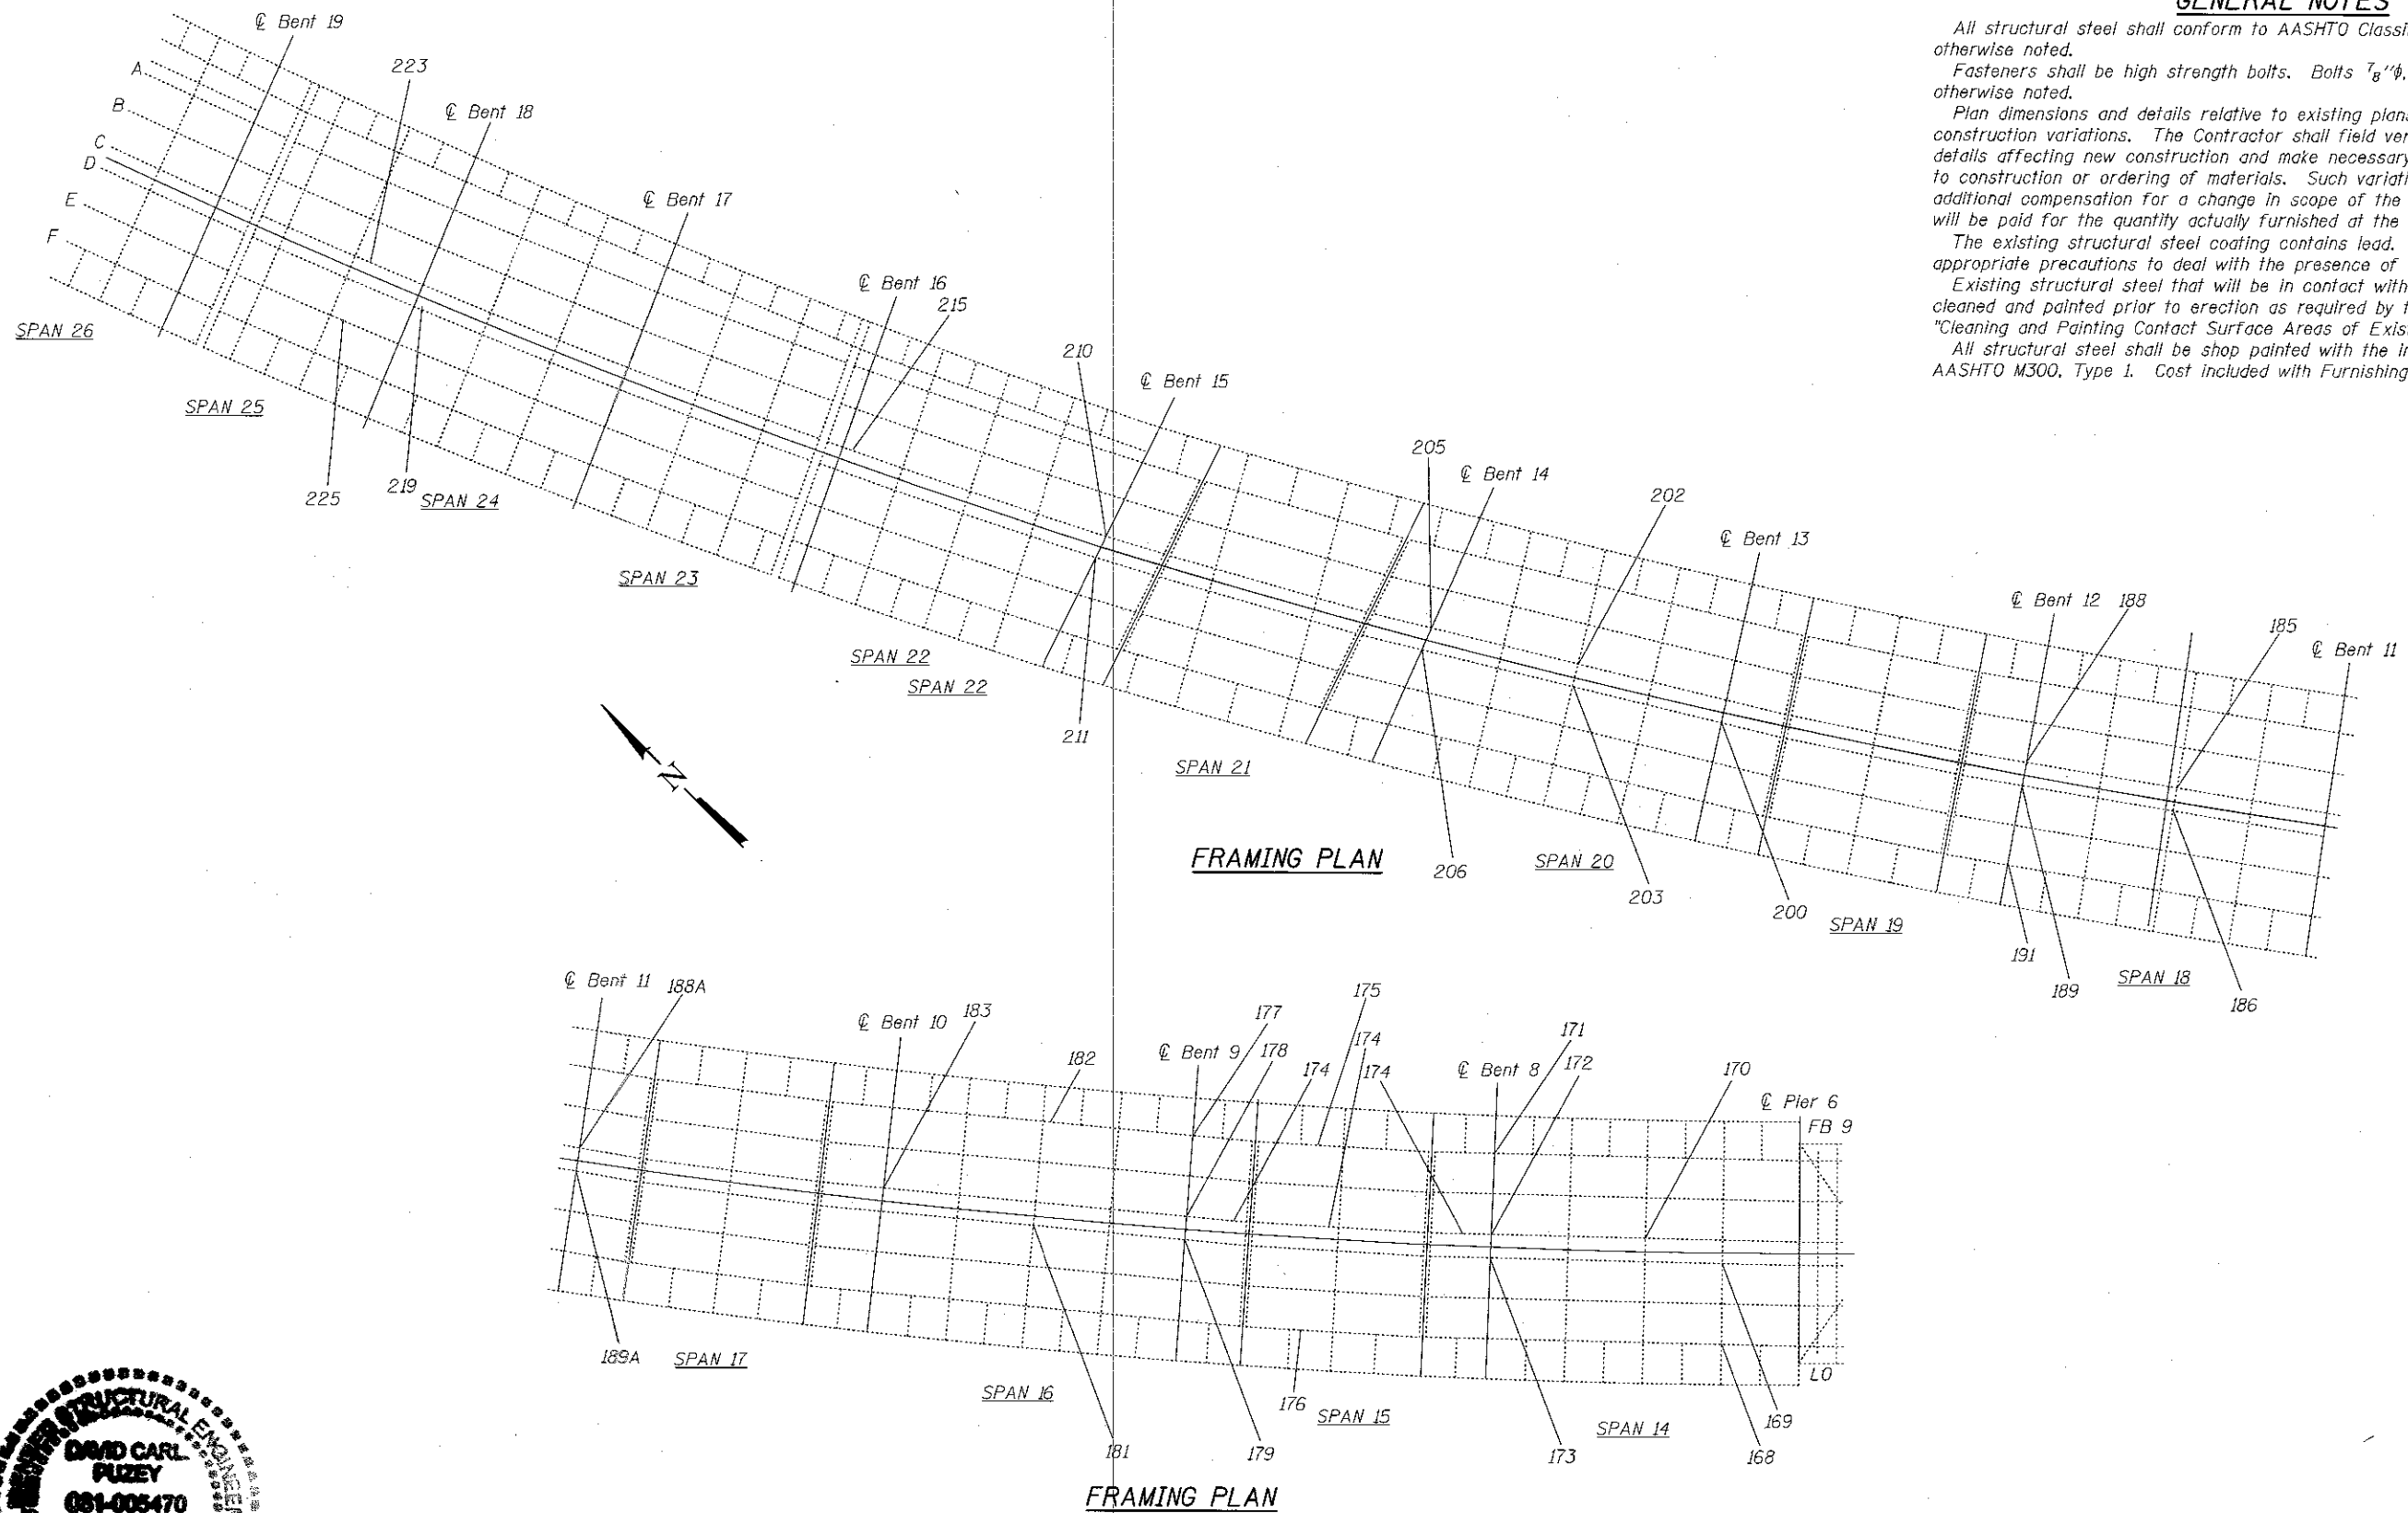 GENERAL NOTES
All structural steel shall conform to AASHTO
otherwise noted.
Fasteners shall be high strength bolts. Bolts 7/8"ϕ,
otherwise noted.
Plan dimensions and details relative to existing
construction variations. The Contractor shall field
details affecting new construction and make necessary
to construction or ordering of materials. Such
additional compensation for a change in scope of the
will be paid for the quantity actually furnished at the
The existing structural steel coating contains lead.
appropriate precautions to deal with the presence of
Existing structural steel that will be in contact with
cleaned and painted prior to erection as required by
"Cleaning and Painting Contact Surface Areas of
All structural steel shall be shop painted with the
AASHTO M300, Type 1. Cost included with Furnishing
℄ Bent 19
223
℄ Bent 18
℄ Bent 17
℄ Bent 16
215
210
℄ Bent 15
205
℄ Bent 14
202
℄ Bent 13
℄ Bent 12
188
185
℄ Bent 11
A
B
C
D
E
F
SPAN 26
SPAN 25
225
219
SPAN 24
SPAN 23
SPAN 22
SPAN 22
211
SPAN 21
206
SPAN 20
203
200
SPAN 19
191
189
SPAN 18
186
N
FRAMING PLAN
℄ Bent 11
188A
℄ Bent 10
183
182
℄ Bent 9
177
178
174
175
174
174
℄ Bent 8
171
172
170
℄ Pier 6
FB 9
L0
189A
SPAN 17
SPAN 16
181
179
176
SPAN 15
173
SPAN 14
169
168
FRAMING PLAN
STRUCTURAL ENGINEER
DAVID CARL
PUZEY
081-005470